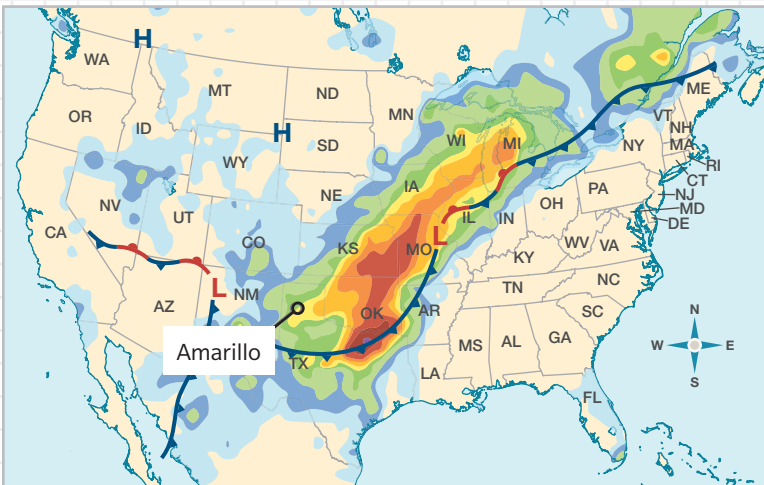 H
WA
ME
MT
ND
OR
MN
VT
ID
NH
H
WI
MI
MA
SD
NY
WY
RI
IA
CT
PA
NE
NJ
NV
OH
MD
UT
IL
IN
DE
CA
L
CO
KS
MO
WV
VA
KY
L
NM
NC
TN
AZ
N
OK
AR
SC
W
E
MS
AL
GA
Amarillo
TX
LA
S
FL